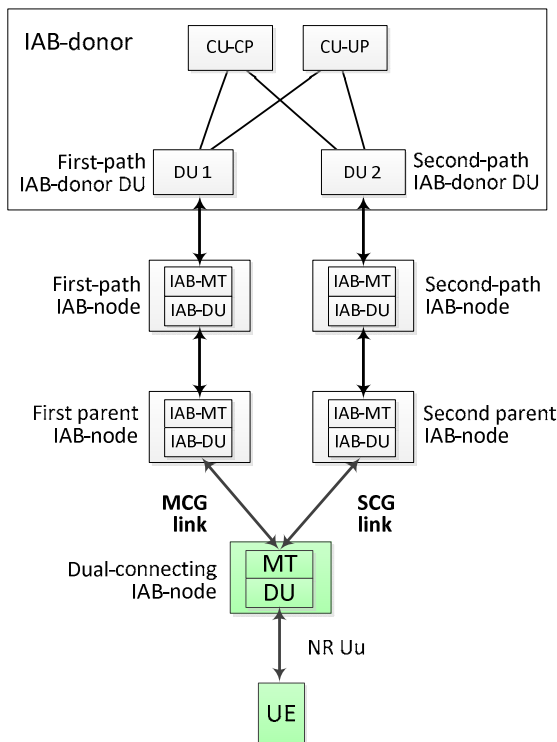 IAB-donor
CU-CP
CU-UP
First-path
IAB-donor DU
DU 1
DU 2
Second-path
IAB-donor DU
First-path
IAB-node
IAB-MT
IAB-DU
IAB-MT
IAB-DU
Second-path
IAB-node
First parent
IAB-node
IAB-MT
IAB-DU
IAB-MT
IAB-DU
Second parent
IAB-node
MCG
link
SCG
link
Dual-connecting
IAB-node
MT
DU
NR Uu
UE